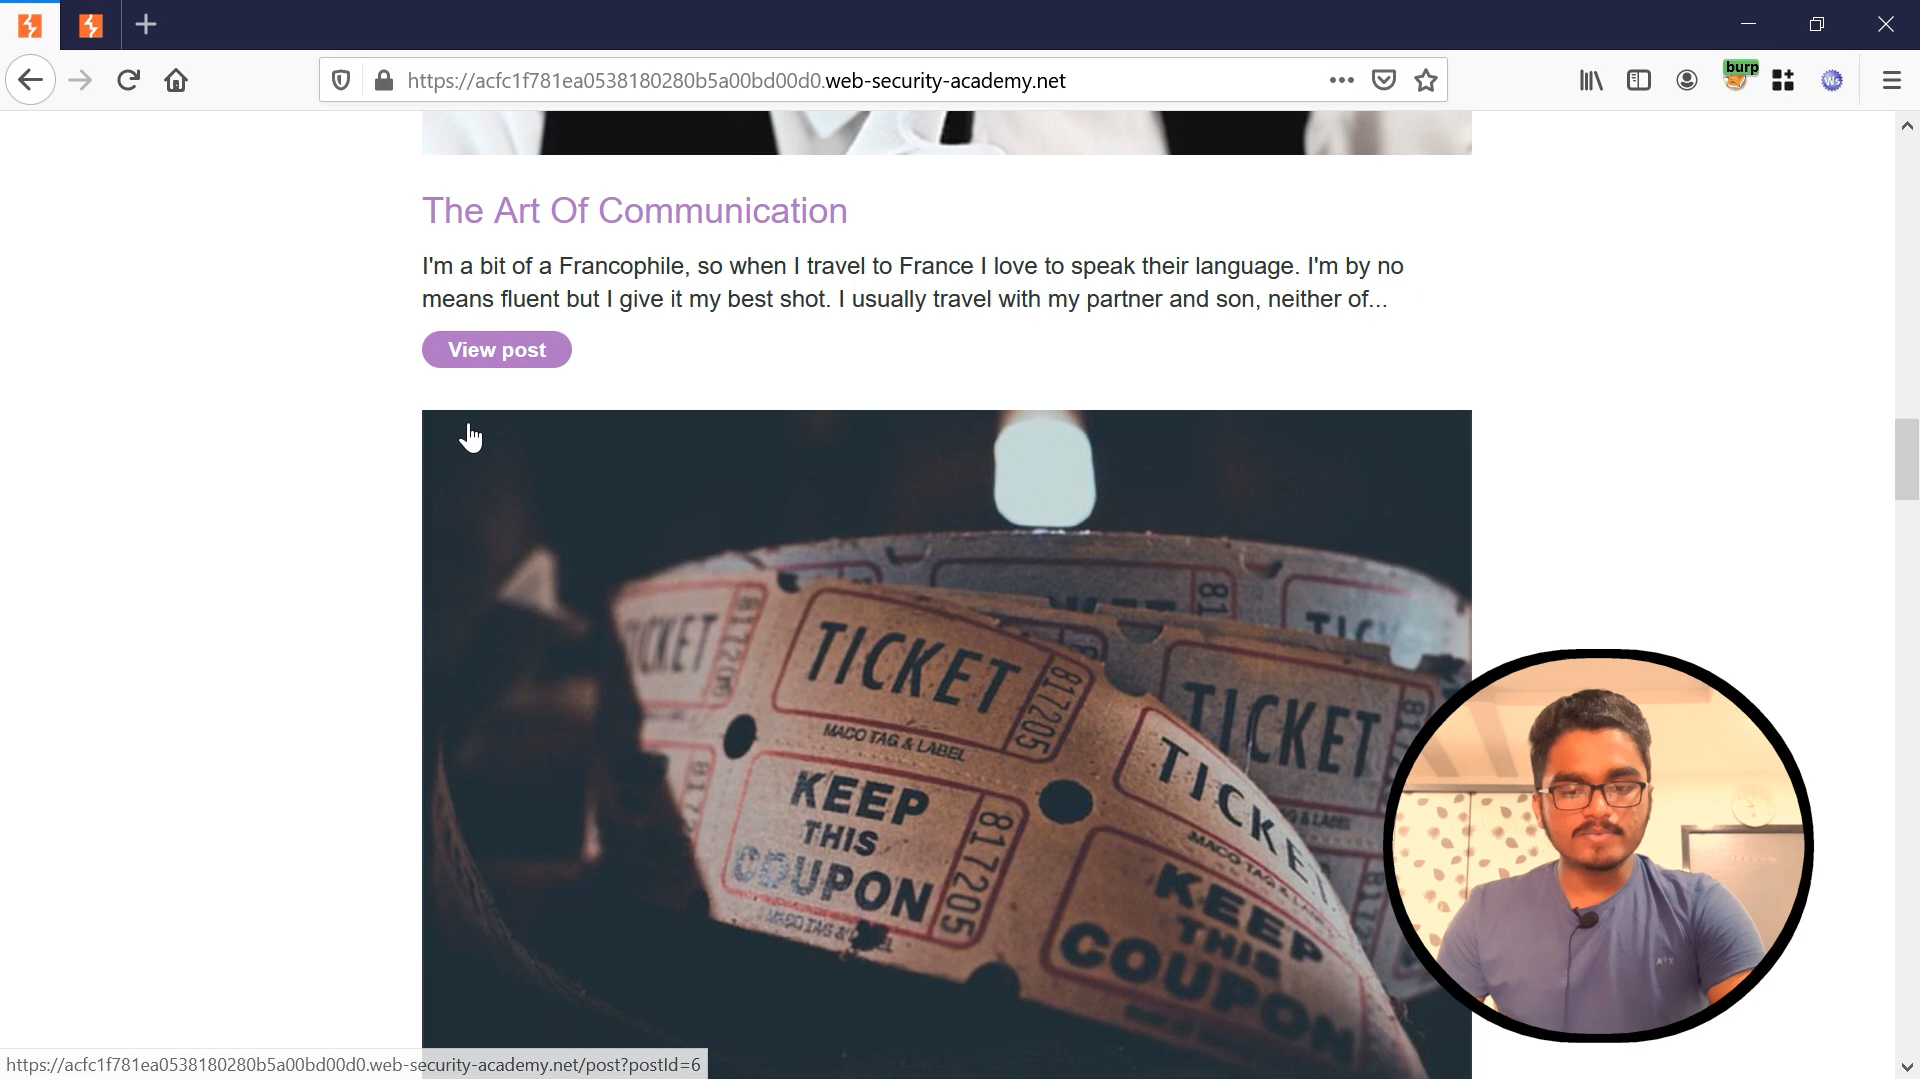 https://acfc1f781ea0538180280b5a00bd00d0.web-security-academy.net
burp
Ws
The Art Of Communication
I'm a bit of a Francophile, so when I travel to France I love to speak their language. I'm by no
means fluent but I give it my best shot. I usually travel with my partner and son, neither of...
View post
TICKET
817205
MACO TAG & LABEL
KEEP
THIS
COUPON
817205
TICKET
TICKET
KEEP
THIS
COUPON
https://acfc1f781ea0538180280b5a00bd00d0.web-security-academy.net/post?postId=6